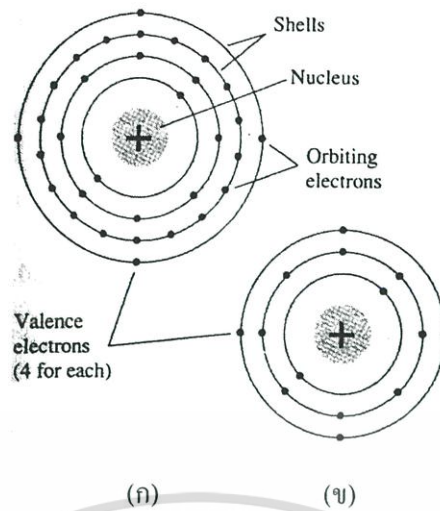 Shells
Nucleus
Orbiting
electrons
Valence
electrons
(4 for each)
(ก)
(ข)